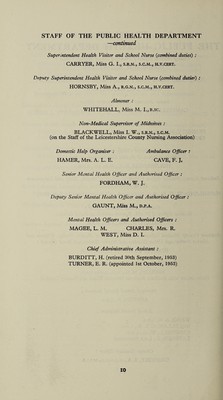 STAFF OF THE PUBLIC HEALTH DEPARTMENT
—continued
Superintendent Health Visitor and School Nurse (combined duties) :
CARRYER, Miss G. I., S.R.N., S.C.M., H.V.CERT.
Deputy Superintendent Health Visitor and School Nurse (combined duties) :
HORNSBY, Miss A., R.G.N., S.C.M., H.V.CERT.
Almoner :
WHITEHALL, Miss M. I.,
Non-Medical Supervisor of Midwives :
BLACKWELL, Miss I. W., S.R.N., S.C.M.
(on the Staff of the Leicestershire County Nursing Association)
Domestic Help Organiser : Ambulance Officer :
HAMER, Mrs. A. L. E. CAVE, F. J.
Senior Mental Health Officer and Authorised Officer :
FORDHAM, W. J.
Deputy Senior Mental Health Officer and Authorised Officer :
GAUNT, Miss M., D.P.A.
Mental Health Officers and Authorised Officers :
MAGEE, L. M. CHARLES, Mrs. R.
WEST, Miss D. I.
Chief Administrative Assistant :
BURDITT, H. (retired 30th September, 1953)
TURNER, E. R. (appointed 1st October, 1953)
10